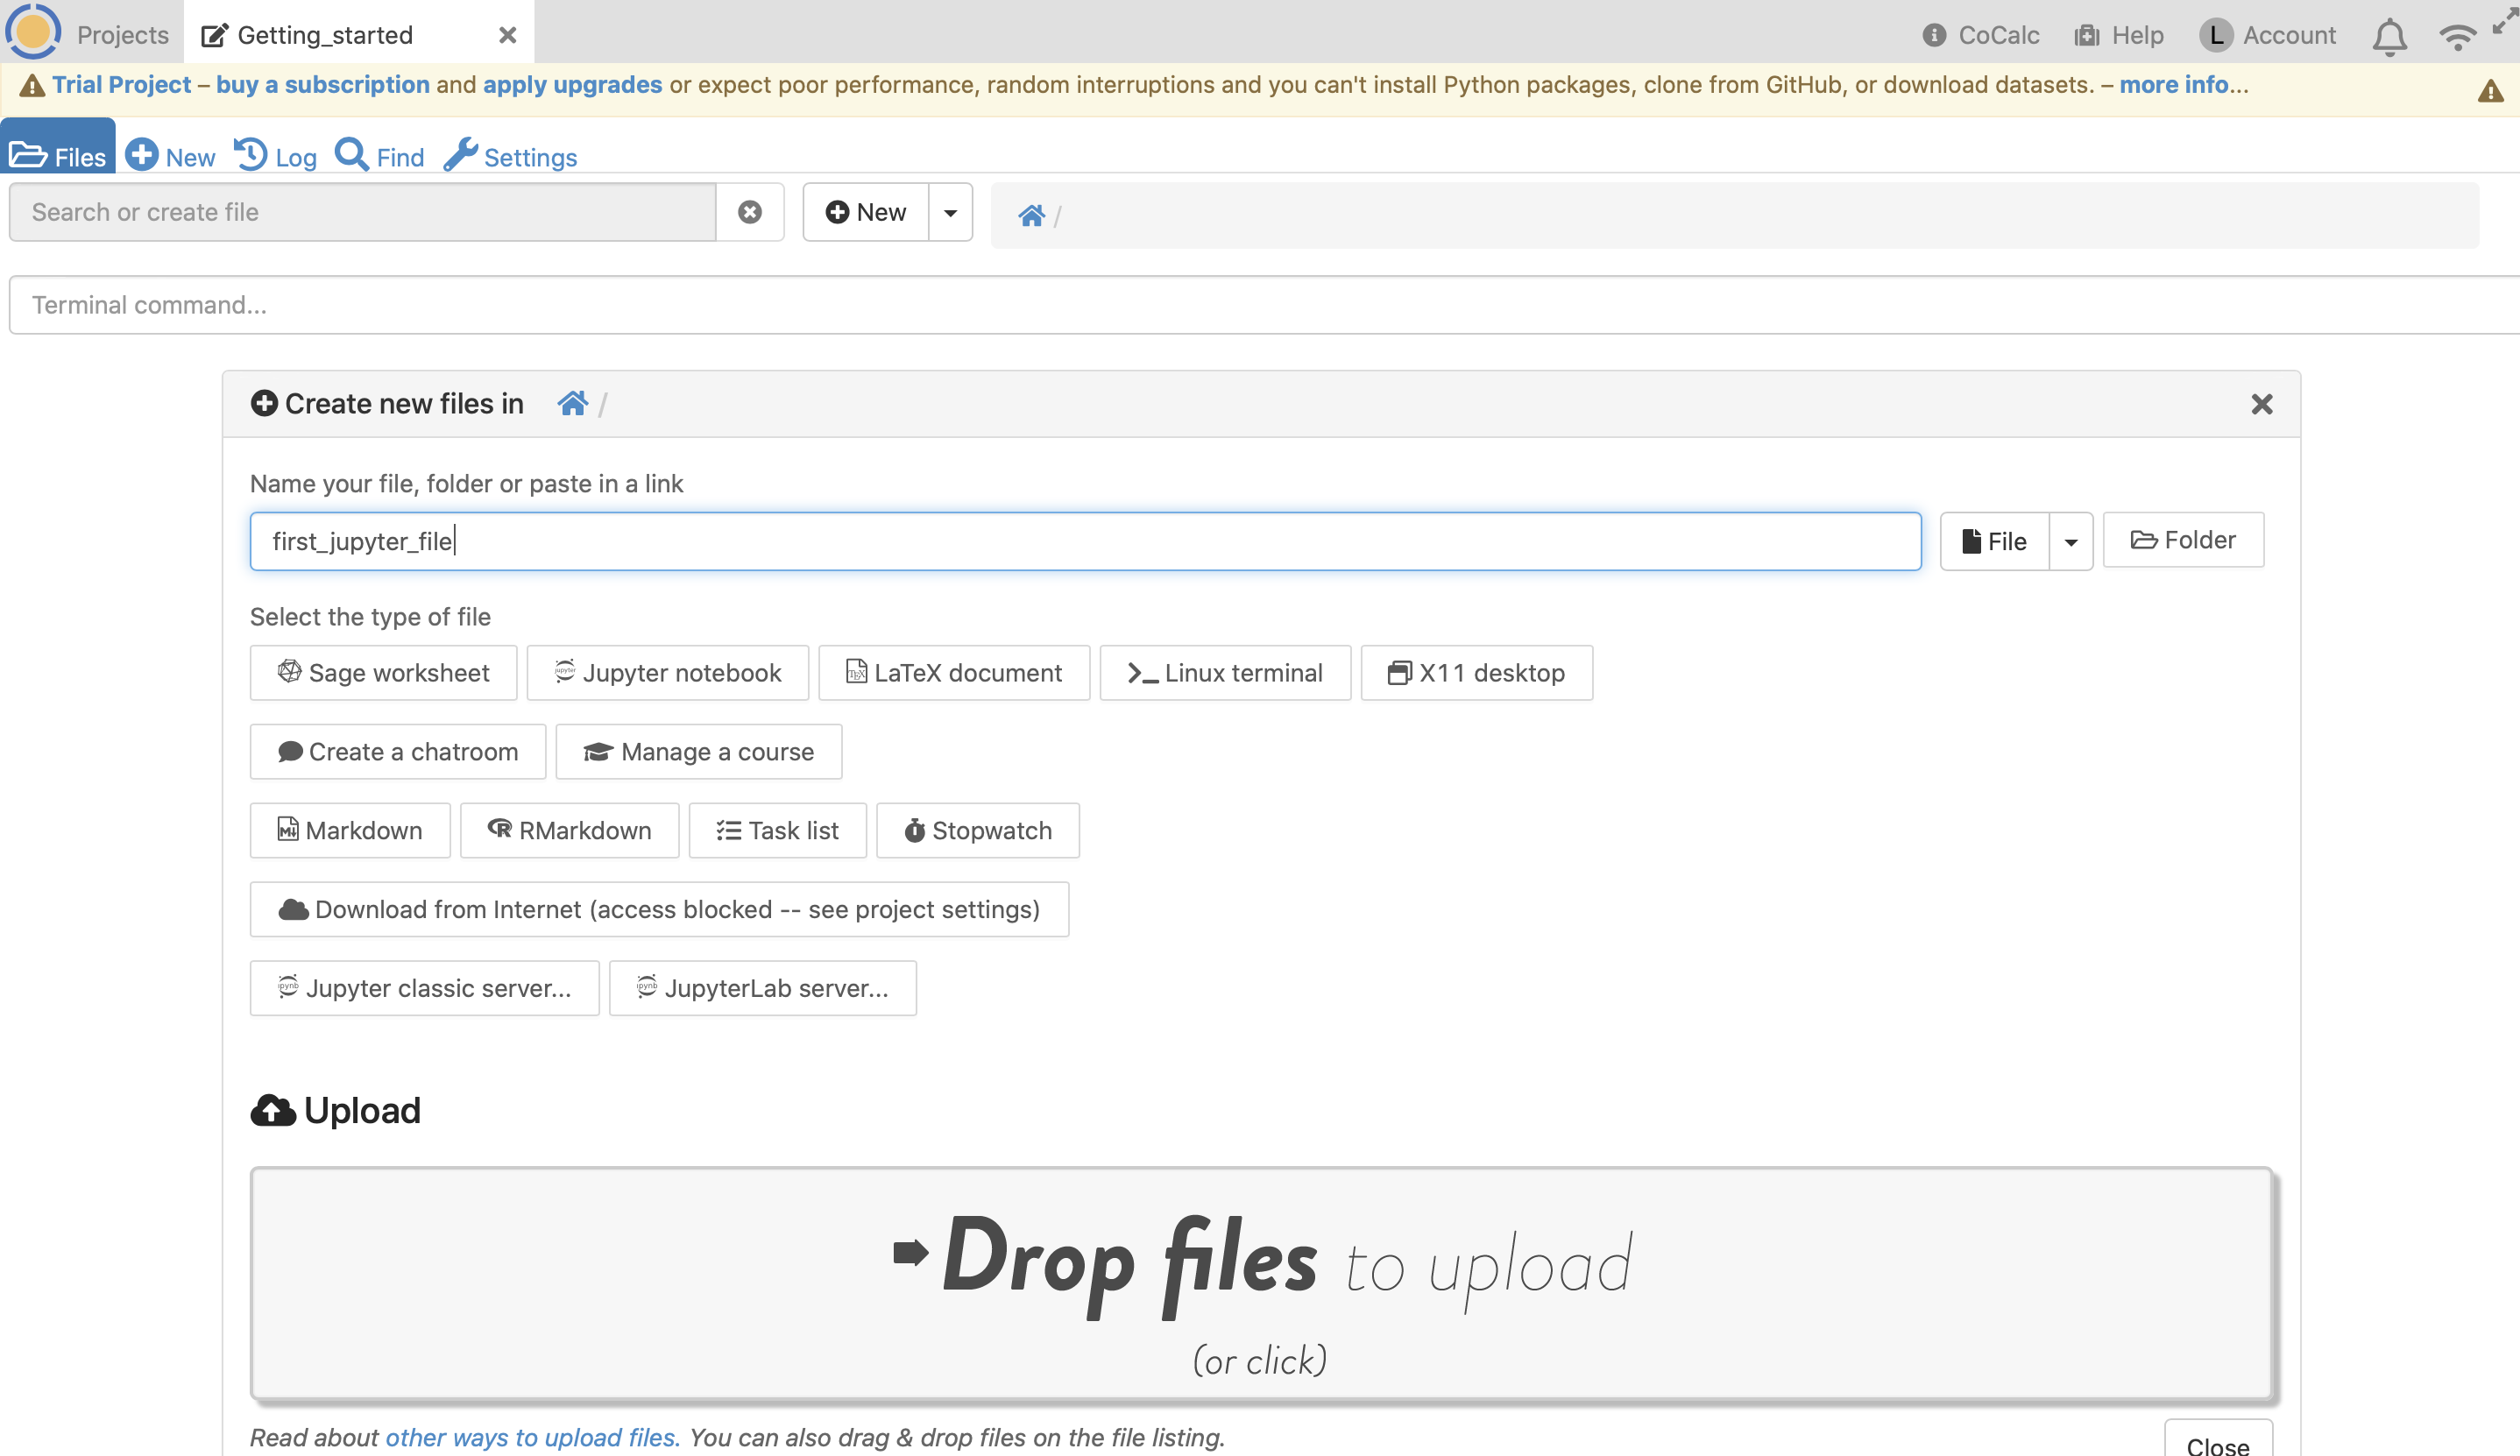 Projects
Getting_started
CoCalc
Help
L Account
Trial Project – buy a subscription and apply upgrades or expect poor performance, random interruptions and you can't install Python packages, clone from GitHub, or download datasets. – more info...
Files
New
Log
Find
Settings
Search or create file
New
/
Terminal command...
Create new files in /
Name your file, folder or paste in a link
first_jupyter_file
File
Folder
Select the type of file
Sage worksheet
Jupyter notebook
LaTeX document
Linux terminal
X11 desktop
Create a chatroom
Manage a course
Markdown
RMarkdown
Task list
Stopwatch
Download from Internet (access blocked -- see project settings)
Jupyter classic server...
JupyterLab server...
Upload
Drop files to upload
(or click)
Read about other ways to upload files. You can also drag & drop files on the file listing.
Close